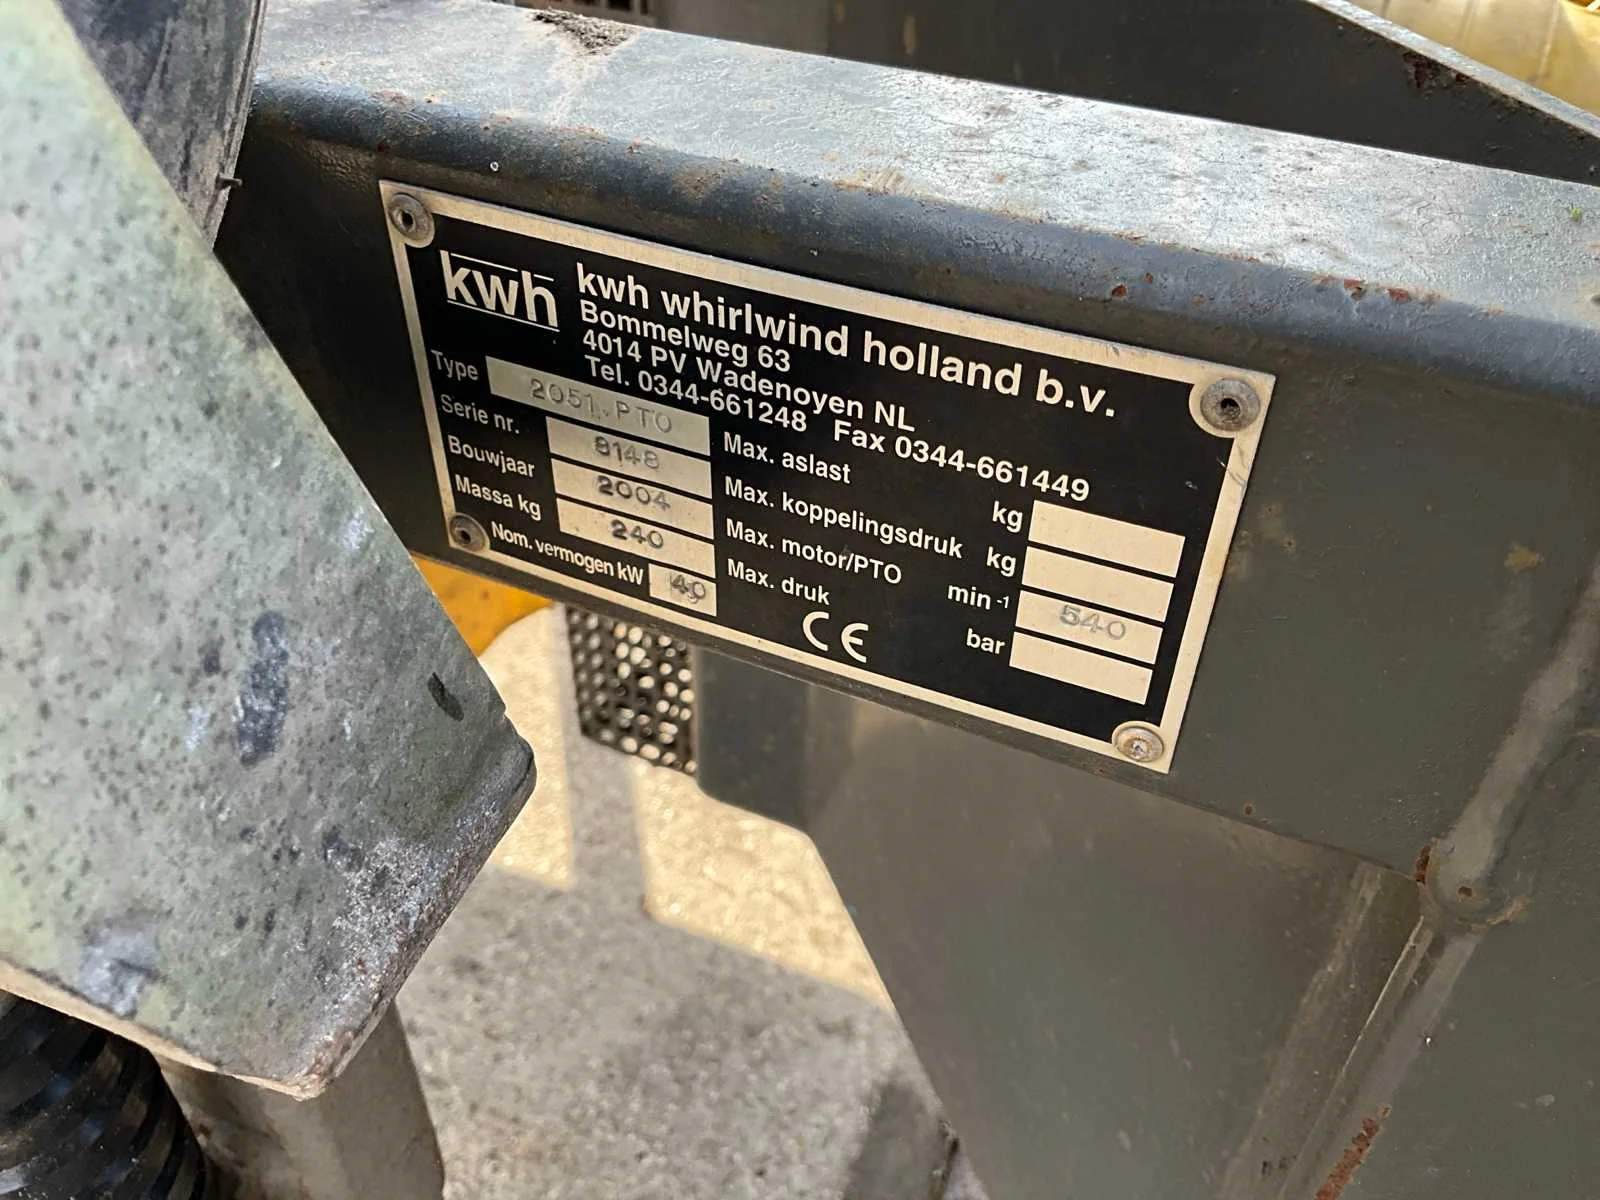 kwh
kwh whirlwind holland b.v.
Bommelweg 63
4014 PV Wadenoyen NL
Tel. 0344-661248 Fax 0344-661449
Type 2051.PTO
Serie nr. 8148
Bouwjaar 2004
Massa kg 240
Nom. vermogen kW 40
Max. aslast kg
Max. koppelingsdruk kg
Max. motor/PTO min -1 540
Max. druk bar
CE